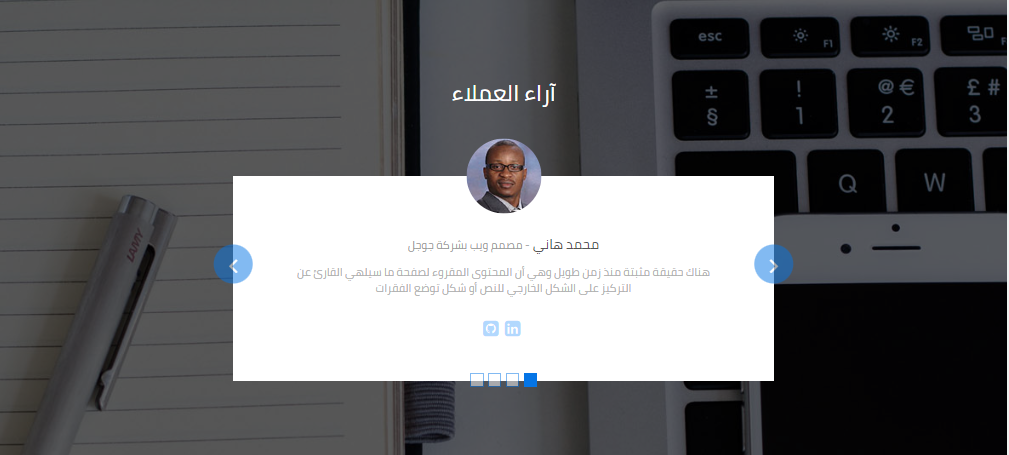 آراء العملاء
محمد هاني - مصمم ويب بشركة جوجل
هناك حقيقة مثبتة منذ زمن طويل وهي أن المحتوى المقروء لصفحة ما سيلهي القارئ عن
التركيز على الشكل الخارجي للنص أو شكل توضع الفقرات
in
esc
F1
F2
± § ! 1 @ € 2 £ # 3
Q W
LAMY